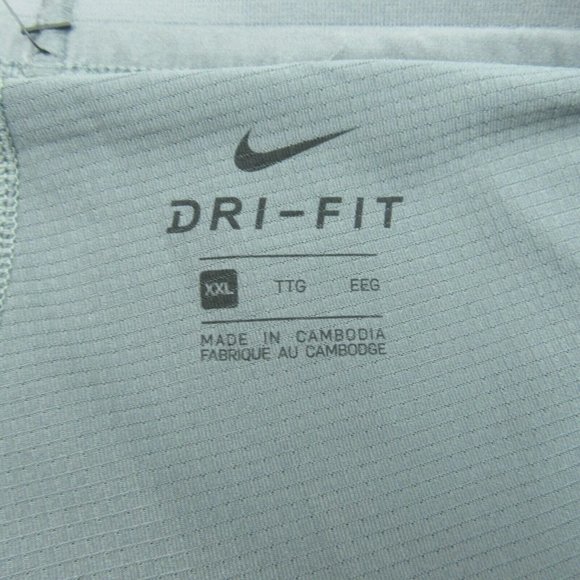 DRI-FIT
XXL TTG EEG
MADE IN CAMBODIA
FABRIQUE AU CAMBODGE